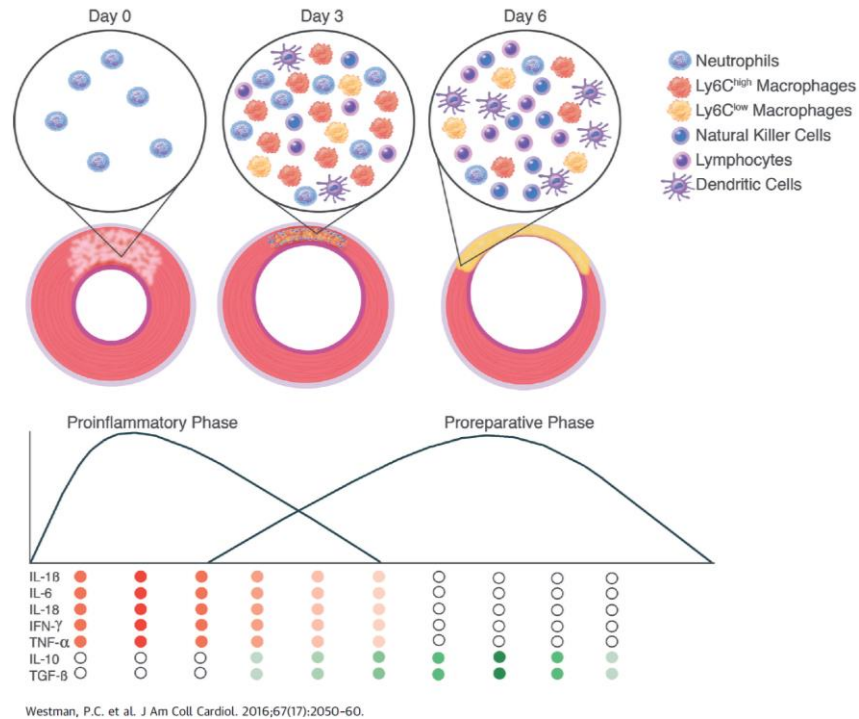 Day 0
Day 3
Day 6
Neutrophils
Ly6Chigh Macrophages
Ly6Clow Macrophages
Natural Killer Cells
Lymphocytes
Dendritic Cells
Proinflammatory Phase
Proreparative Phase
IL-1ß
IL-6
IL-18
IFN-γ
TNF-α
IL-10
TGF-ß
Westman, P.C. et al. J Am Coll Cardiol. 2016;67(17):2050–60.